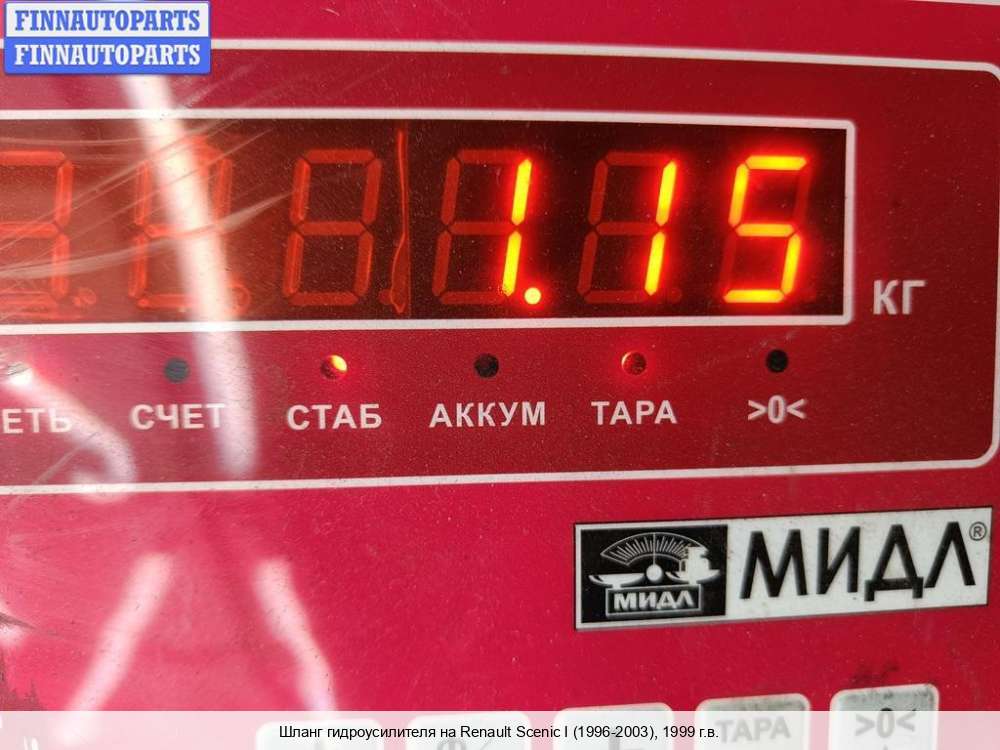 FINNAUTOPARTS
FINNAUTOPARTS
1.15
КГ
ЕТЬ СЧЕТ СТАБ АККУМ ТАРА >0<
МИДЛ МИДЛ®
ТАРА >0<
Шланг гидроусилителя на Renault Scenic I (1996-2003), 1999 г.в.